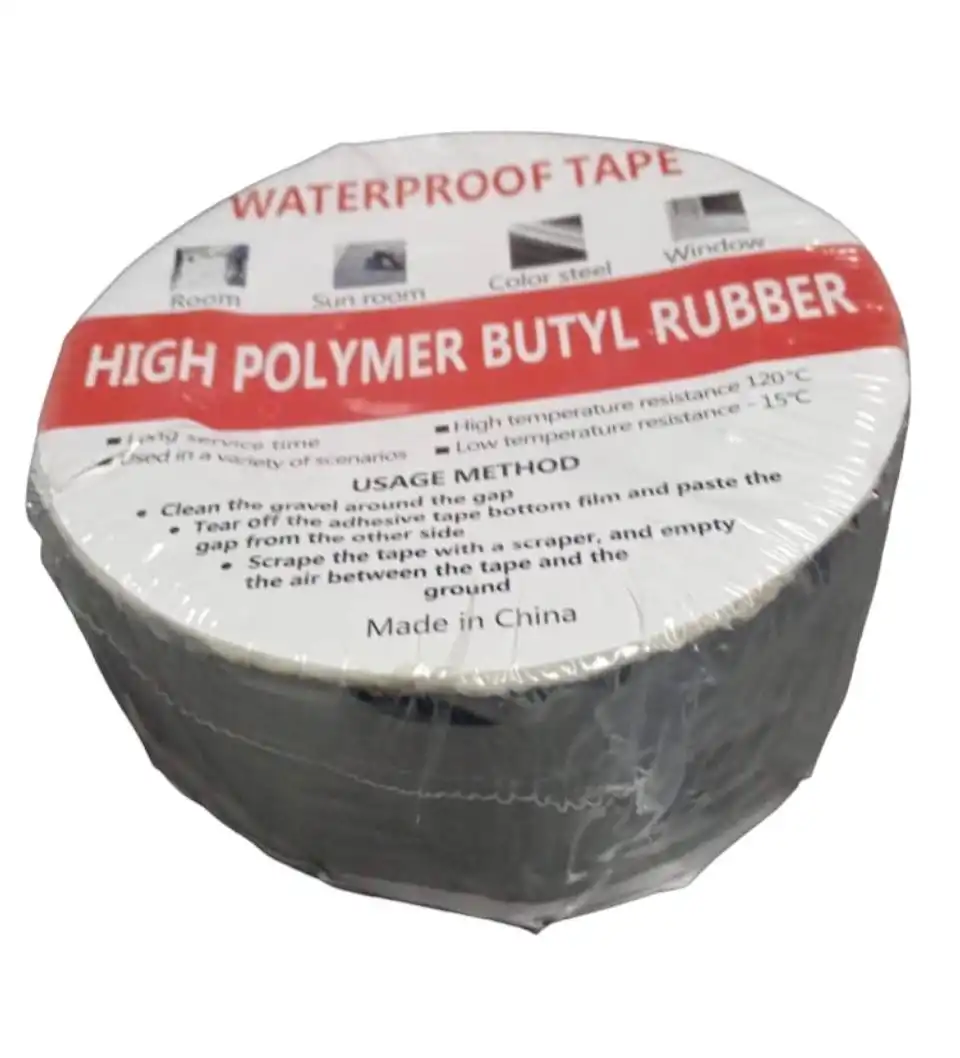 WATERPROOF TAPE
Room Sun room Color steel Window
HIGH POLYMER BUTYL RUBBER
Long service time
Used in a variety of scenarios
High temperature resistance 120°C
Low temperature resistance - 15°C
USAGE METHOD
• Clean the gravel around the gap
• Tear off the adhesive tape bottom film and paste the
gap from the other side
• Scrape the tape with a scraper, and empty
the air between the tape and the
ground
Made in China